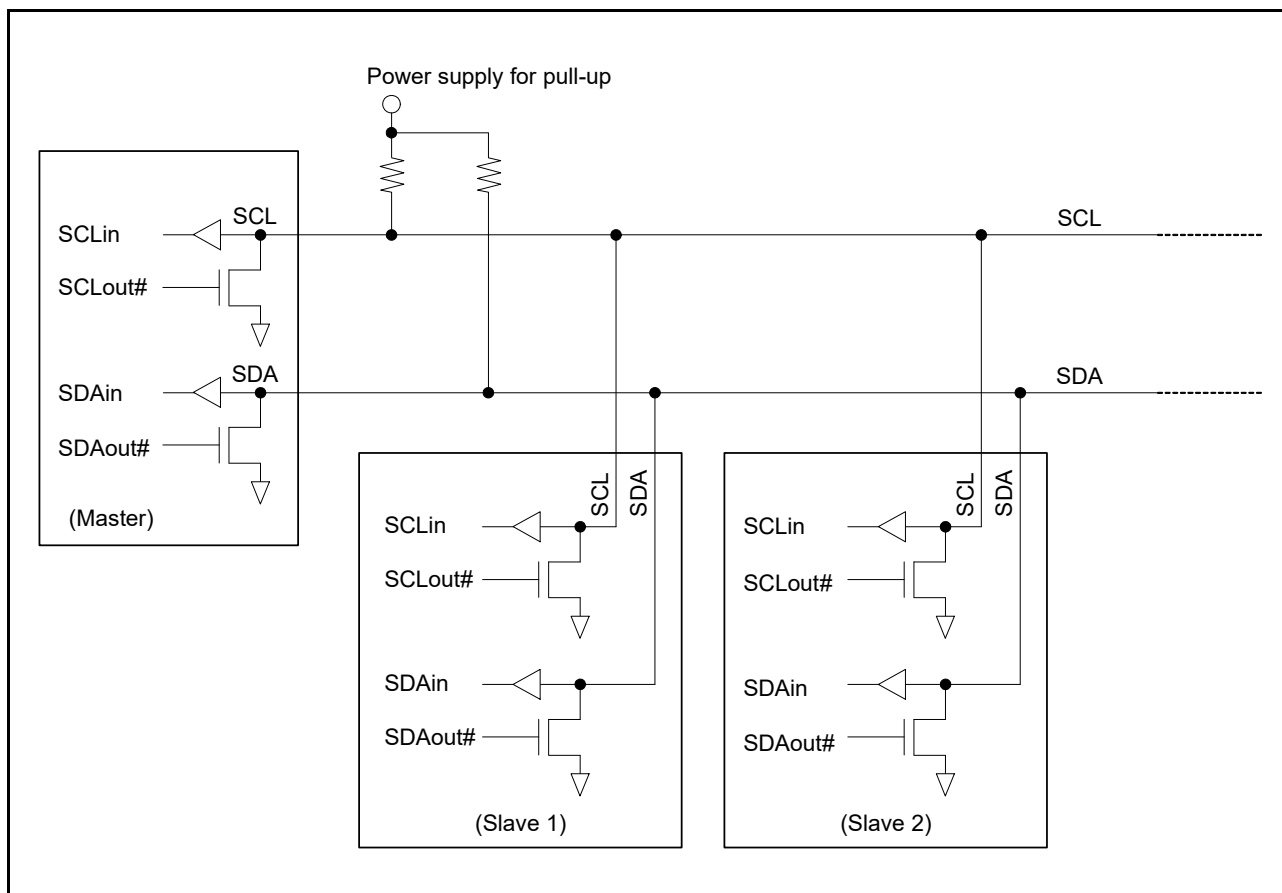 Power supply for pull-up
SCLin
SCL
SCLout#
SDAin
SDA
SDAout#
(Master)
SCL
SDA
SCL
SDA
SCLin
SCLout#
SDAin
SDAout#
(Slave 1)
SCL
SDA
SCLin
SCLout#
SDAin
SDAout#
(Slave 2)